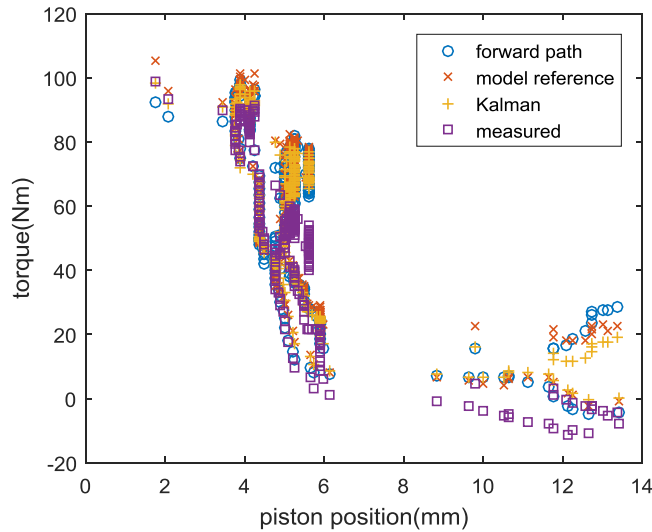 120
100
80
60
40
20
0
-20
torque(Nm)
forward path
model reference
Kalman
measured
0 2 4 6 8 10 12 14
piston position(mm)